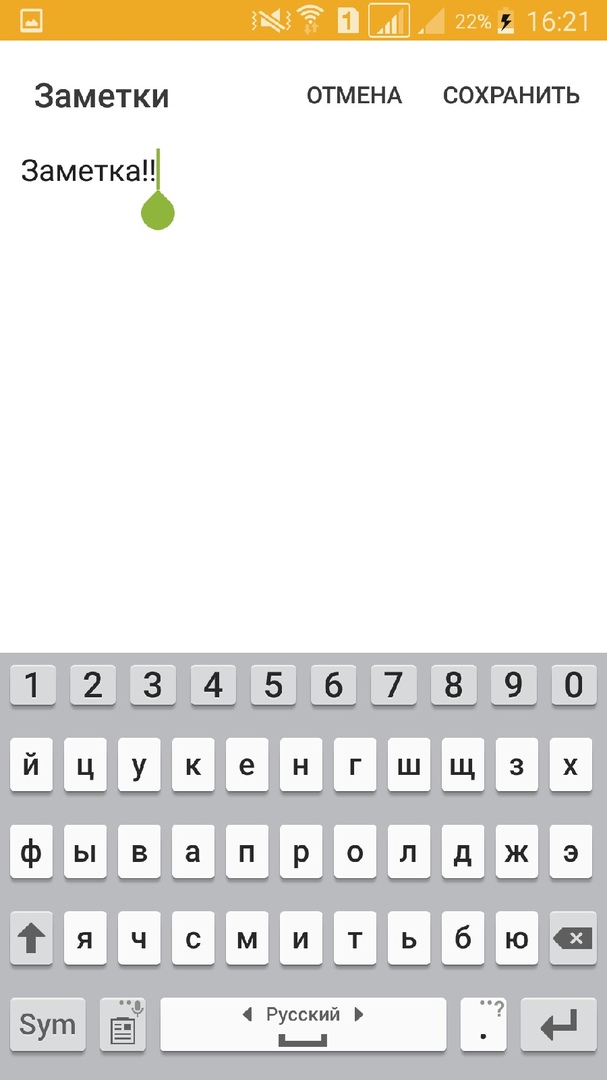 1 22% 16:21
Заметки ОТМЕНА СОХРАНИТЬ
Заметка!!
1 2 3 4 5 6 7 8 9 0
й ц у к е н г ш щ з х
ф ы в а п р о л д ж э
я ч с м и т ь б ю
Sym Русский . ?